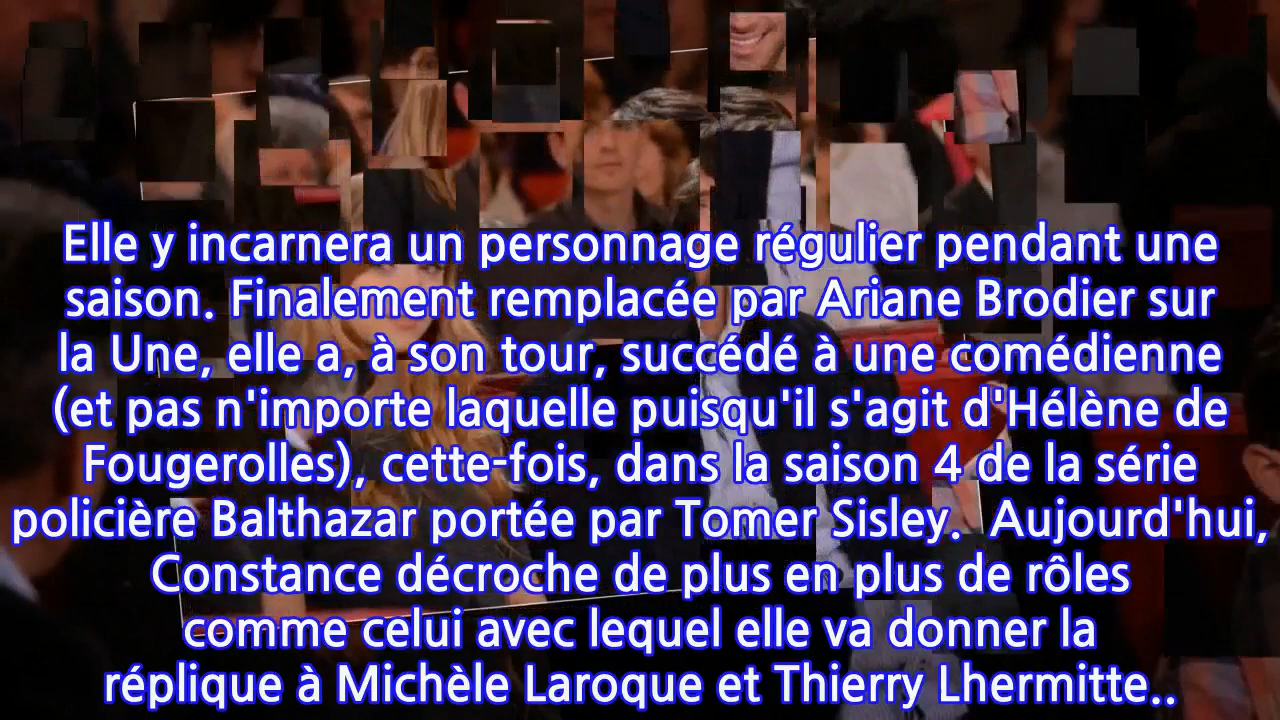 Elle y incarnera un personnage régulier pendant une
saison. Finalement remplacée par Ariane Brodier sur
la Une, elle a, à son tour, succédé à une comédienne
(et pas n'importe laquelle puisqu'il s'agit d'Hélène de
Fougerolles), cette-fois, dans la saison 4 de la série
policière Balthazar portée par Tomer Sisley.  Aujourd'hui,
Constance décroche de plus en plus de rôles
comme celui avec lequel elle va donner la
réplique à Michèle Laroque et Thierry Lhermitte..